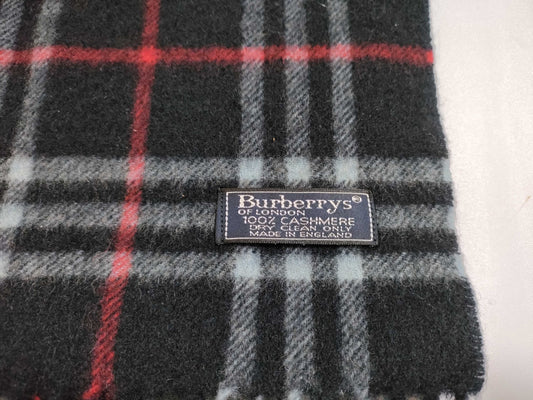 Burberrys®
OF LONDON
100% CASHMERE
DRY CLEAN ONLY
MADE IN ENGLAND